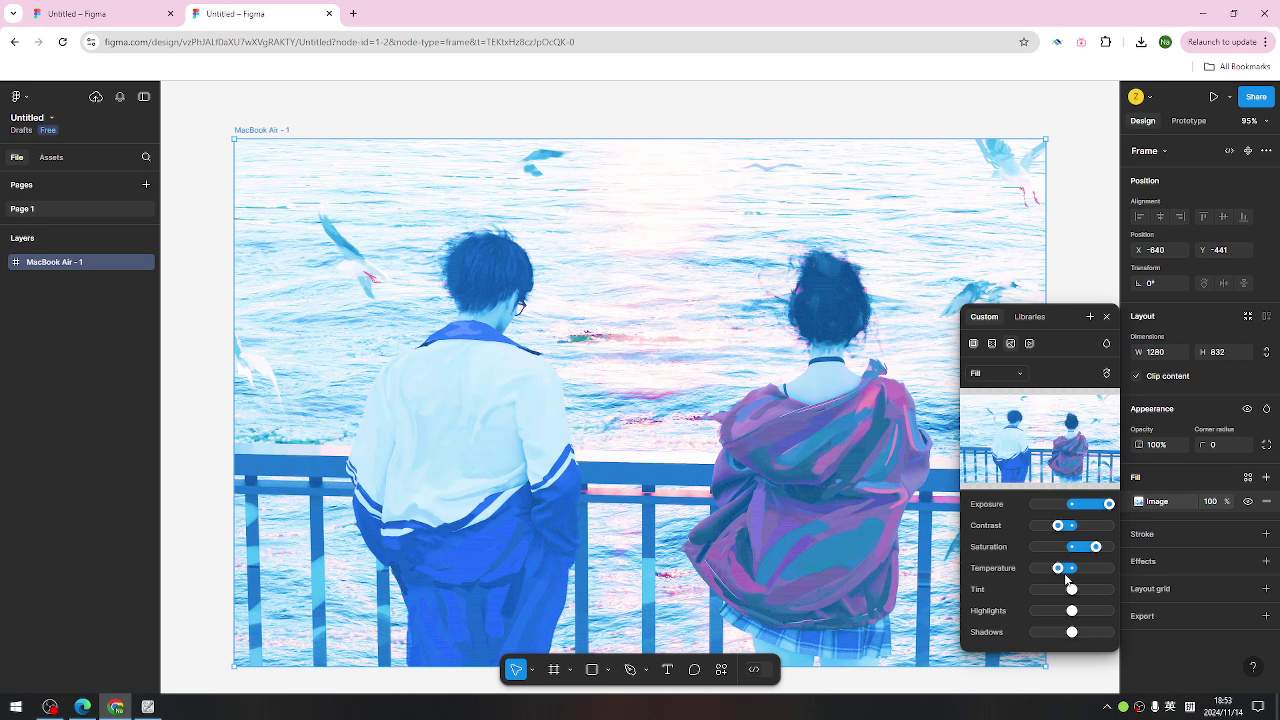 Untitled – Figma
Untitled – Figma
figma.com/design/vzPhJALf0aXU7wXVgRAKTY/Untitled?node-id=1-2&node-type=frame&t=TEKtxHz8czJpOcQK-0
Na
Relaunch to update
All Bookmarks
Untitled
Drafts Free
File Assets
Pages
Page 1
Layers
MacBook Air - 1
MacBook Air - 1
Z
Share
Design Prototype 95%
Frame
Position
Alignment
Position
X -640 Y -441
Transform
0°
Layout
Dimensions
W 1280 H 832
Clip content
Appearance
Opacity Corner radius
100% 0
Fill
Image 100 %
Stroke
Effects
Layout grid
Export
Custom Libraries
Fill
Exposure
Contrast
Saturation
Temperature
Tint
Highlights
Shadows
?
英
拼
18:53
2024/11/14